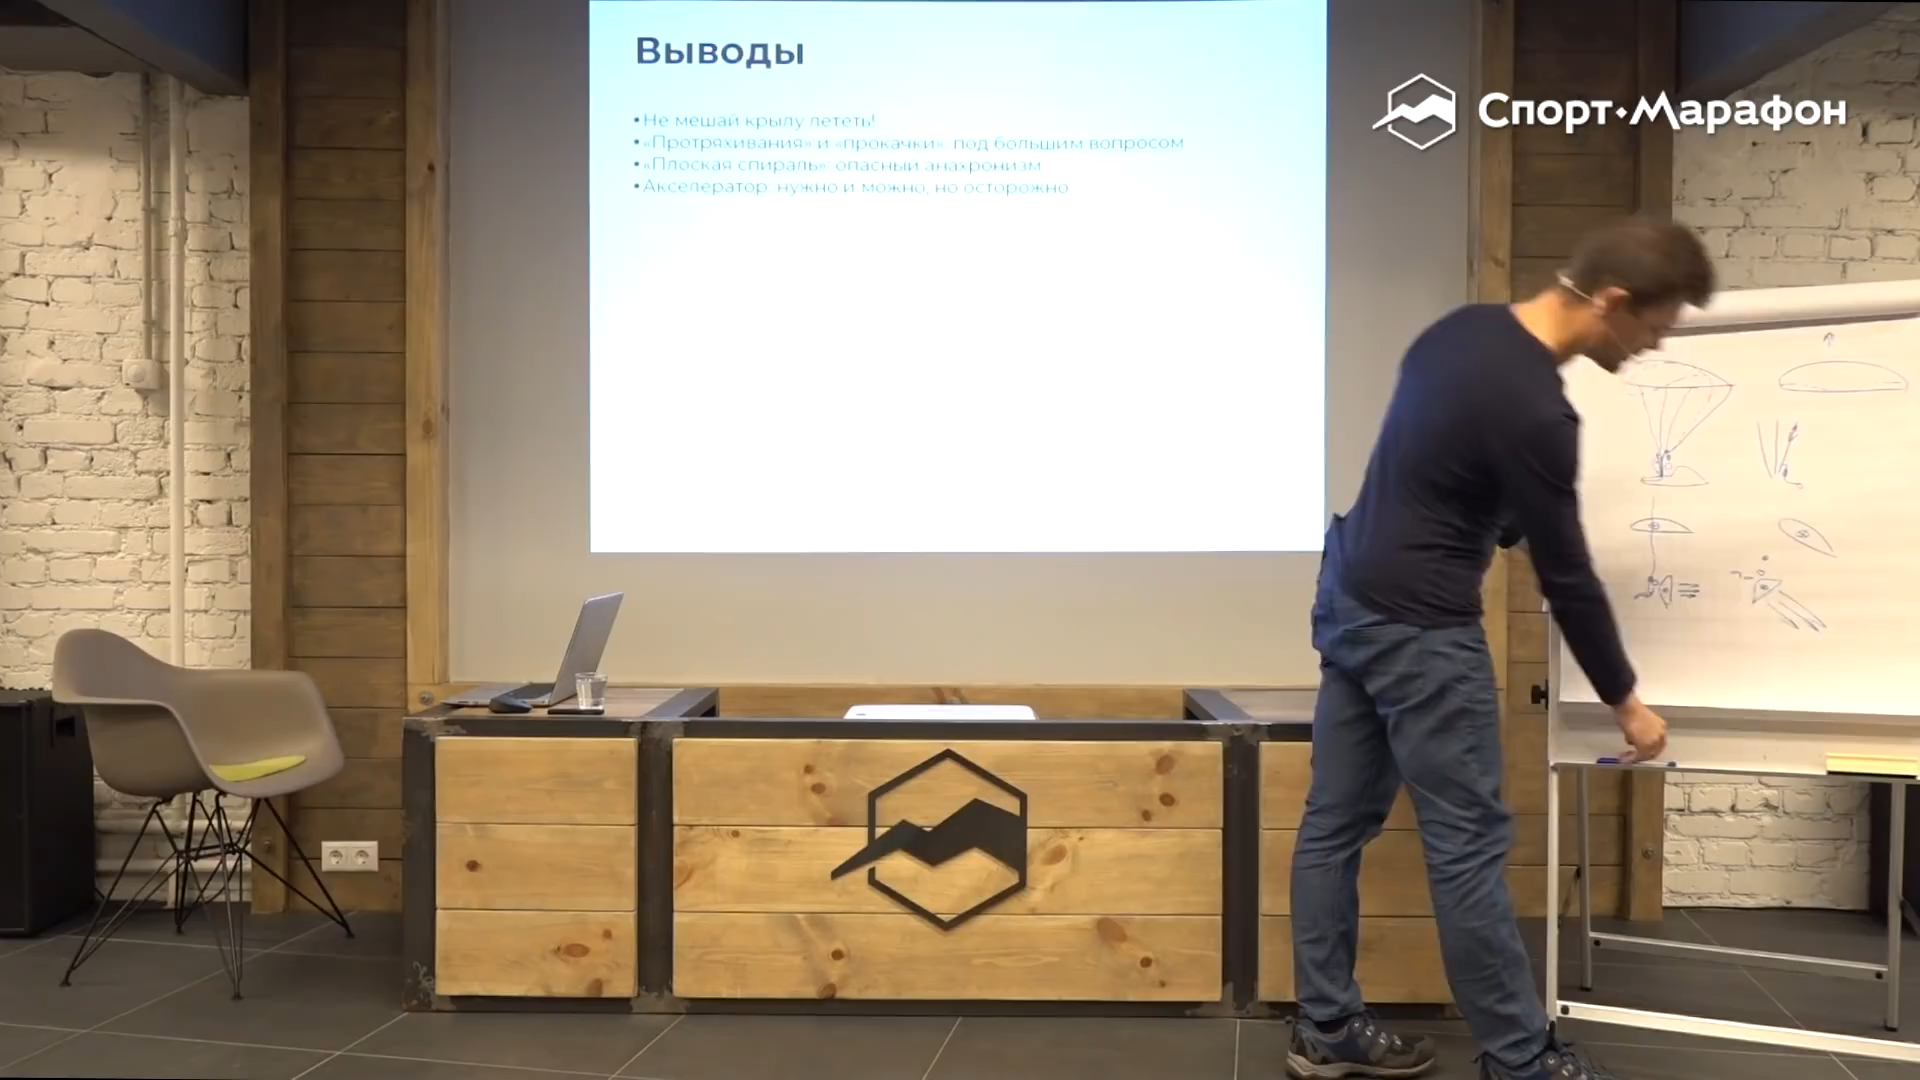 Выводы
•Не мешай крылу лететь!
•«Протряхивания» и «прокачки»: под большим вопросом
•«Плоская спираль»: опасный анахронизм
•Акселератор: нужно и можно, но осторожно
Спорт-Марафон